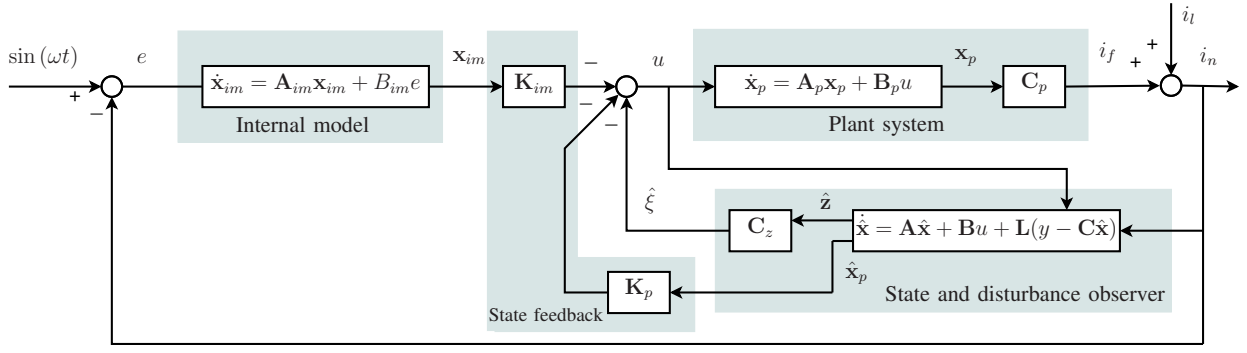 sin (ωt)
+
−
e
ẋ_im = A_im x_im + B_im e
Internal model
x_im
K_im
−
−
−
u
ẋ_p = A_p x_p + B_p u
x_p
C_p
Plant system
i_f
+
+
i_l
i_n
ξ̂
C_z
ẑ
x̂̇ = Ax̂ + Bu + L(y − Cx̂)
x̂_p
K_p
State feedback
State and disturbance observer